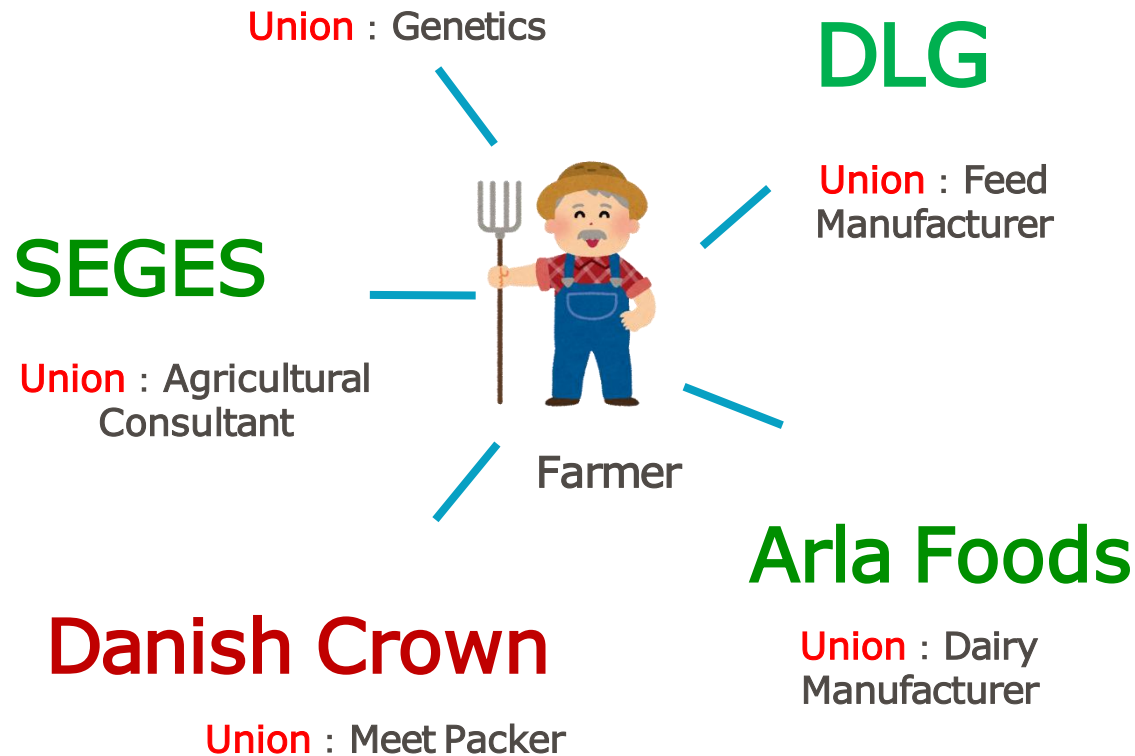 Union : Genetics
DLG
Union : Feed
Manufacturer
SEGES
Union : Agricultural
Consultant
Farmer
Arla Foods
Union : Dairy
Manufacturer
Danish Crown
Union : Meet Packer